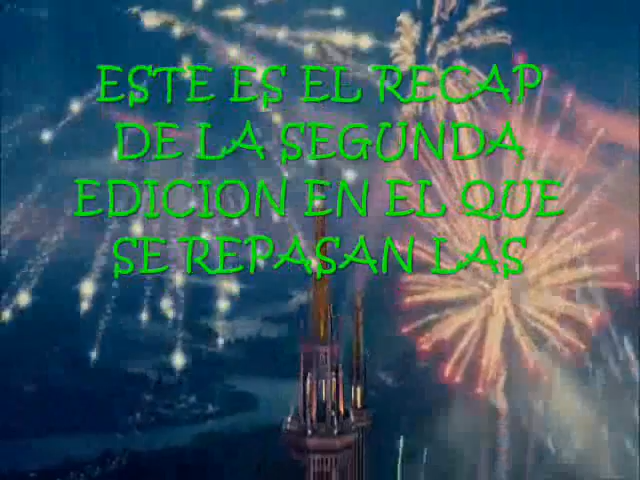 ESTE ES EL RECAP
DE LA SEGUNDA
EDICION EN EL QUE
SE REPASAN LAS